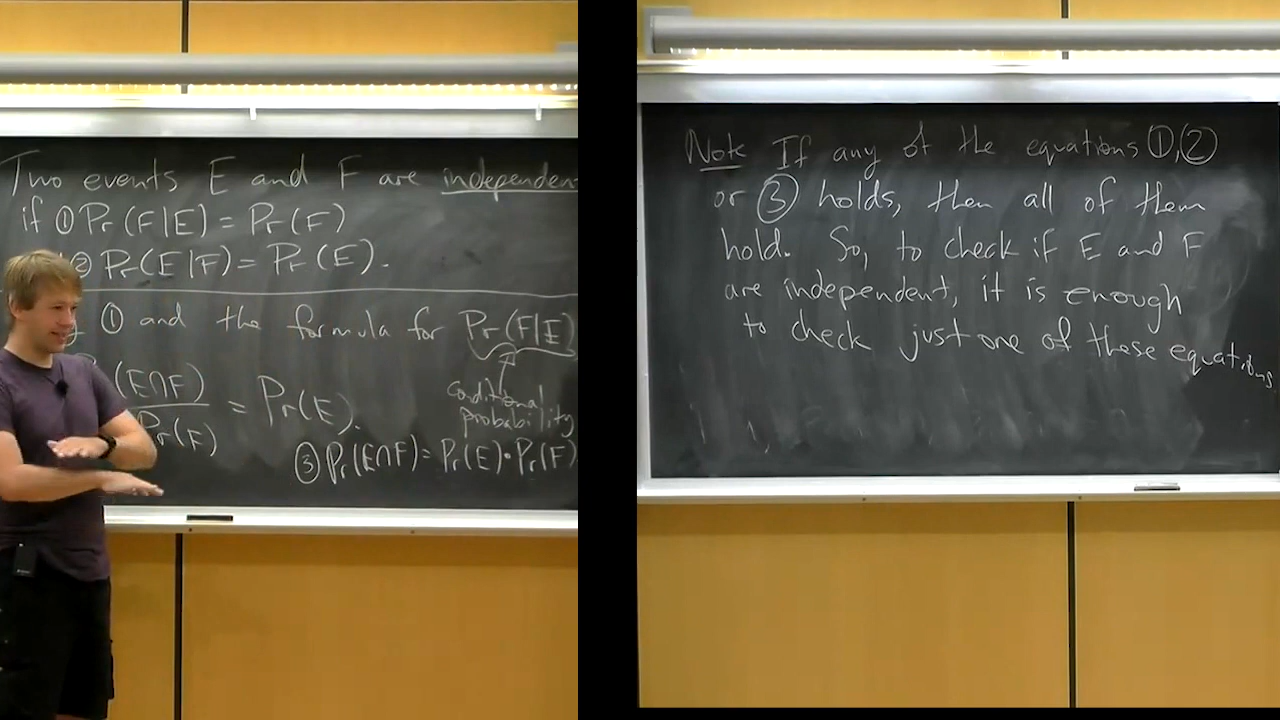 Two events E and F are independen
if ① Pr(F|E) = Pr(F)
② Pr(E|F) = Pr(E).
① and the formula for Pr(F|E)
conditional
probability
(E∩F) / Pr(F) = Pr(E).
③ Pr(E∩F) = Pr(E)·Pr(F)
Note If any of the equations ①,②
or ③ holds, then all of them
hold. So, to check if E and F
are independent, it is enough
to check just one of these equations